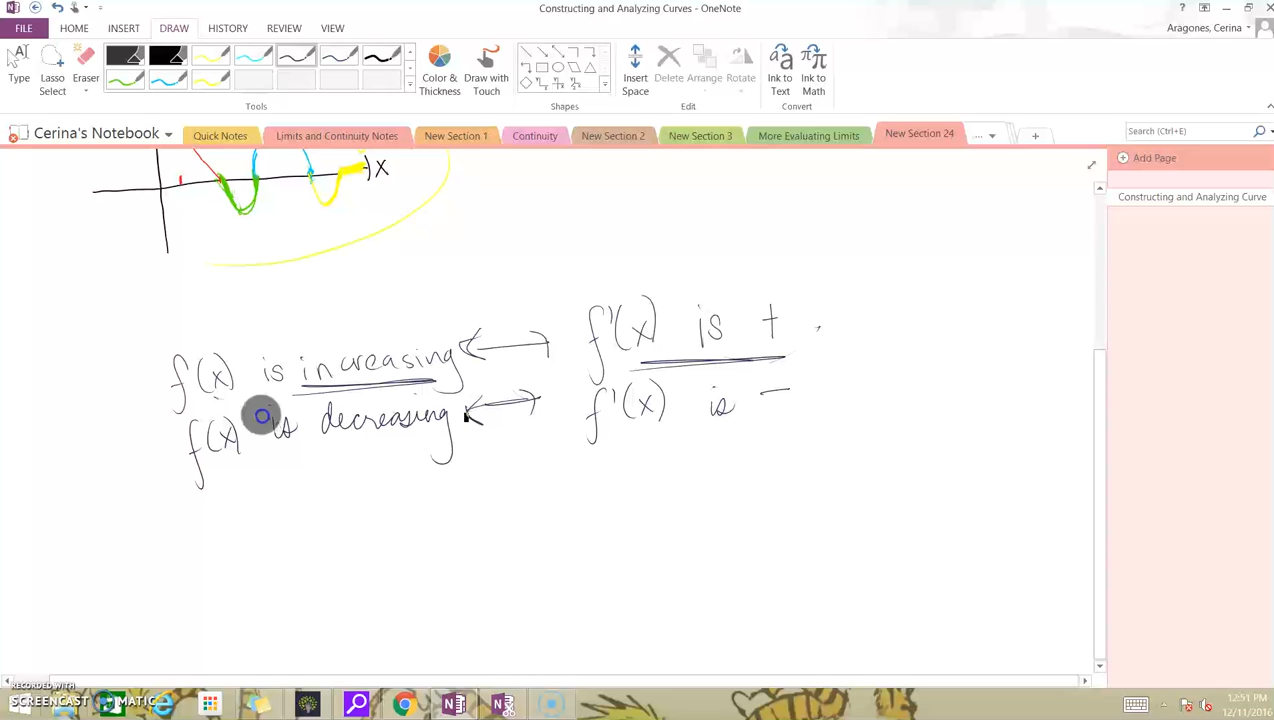 Constructing and Analyzing Curves - OneNote
FILE HOME INSERT DRAW HISTORY REVIEW VIEW
Aragones, Cerina
Type Lasso Select Eraser Color & Thickness Draw with Touch Insert Space Delete Arrange Rotate Ink to Text Ink to Math
Tools Shapes Edit Convert
Cerina's Notebook Quick Notes Limits and Continuity Notes New Section 1 Continuity New Section 2 New Section 3 More Evaluating Limits New Section 24 ... Search (Ctrl+E)
Add Page
Constructing and Analyzing Curve
x
f(x) is increasing ↔ f'(x) is +
f(x) is decreasing ↔ f'(x) is -
RECORDED WITH
SCREENCAST MATIC
12:51 PM
12/11/2016